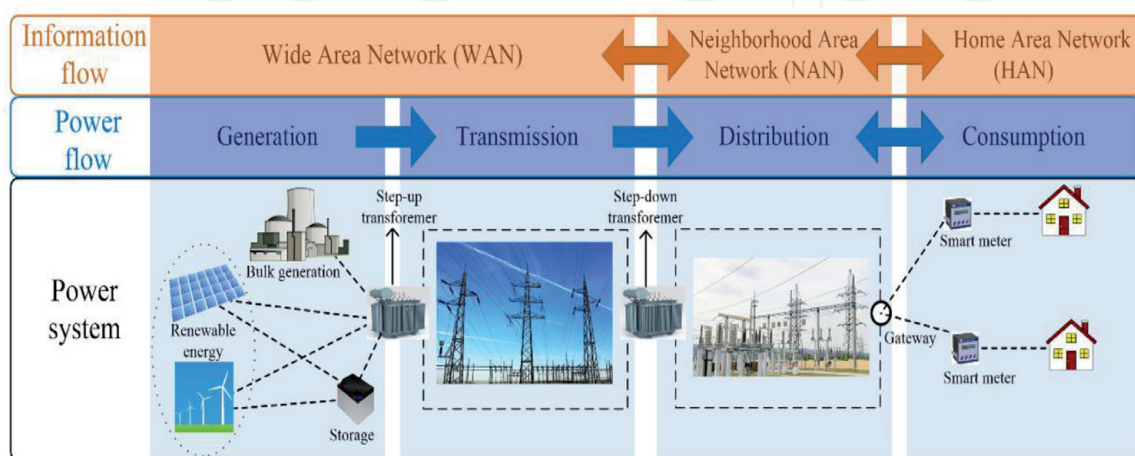 Information
flow
Wide Area Network (WAN)
Neighborhood Area
Network (NAN)
Home Area Network
(HAN)
Power
flow
Generation
Transmission
Distribution
Consumption
Power
system
Bulk generation
Renewable
energy
Storage
Step-up
transforemer
Step-down
transforemer
Gateway
Smart meter
Smart meter